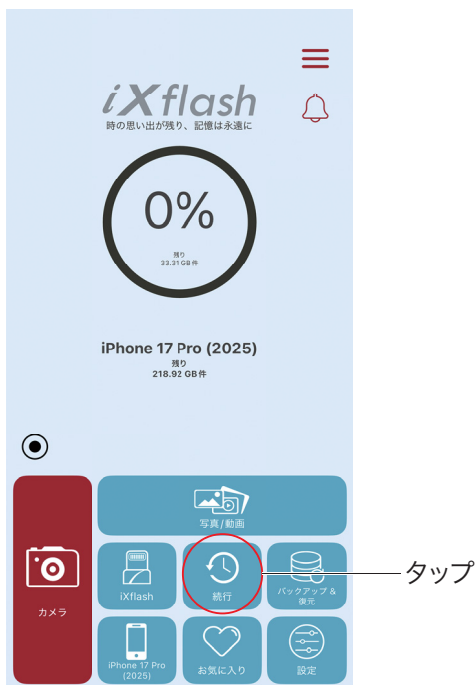 iXflash
時の思い出が残り、記憶は永遠に
0%
残り
33.31 GB 件
iPhone 17 Pro (2025)
残り
218.92 GB 件
写真/動画
カメラ
iXflash
続行
バックアップ &
復元
タップ
iPhone 17 Pro
(2025)
お気に入り
設定